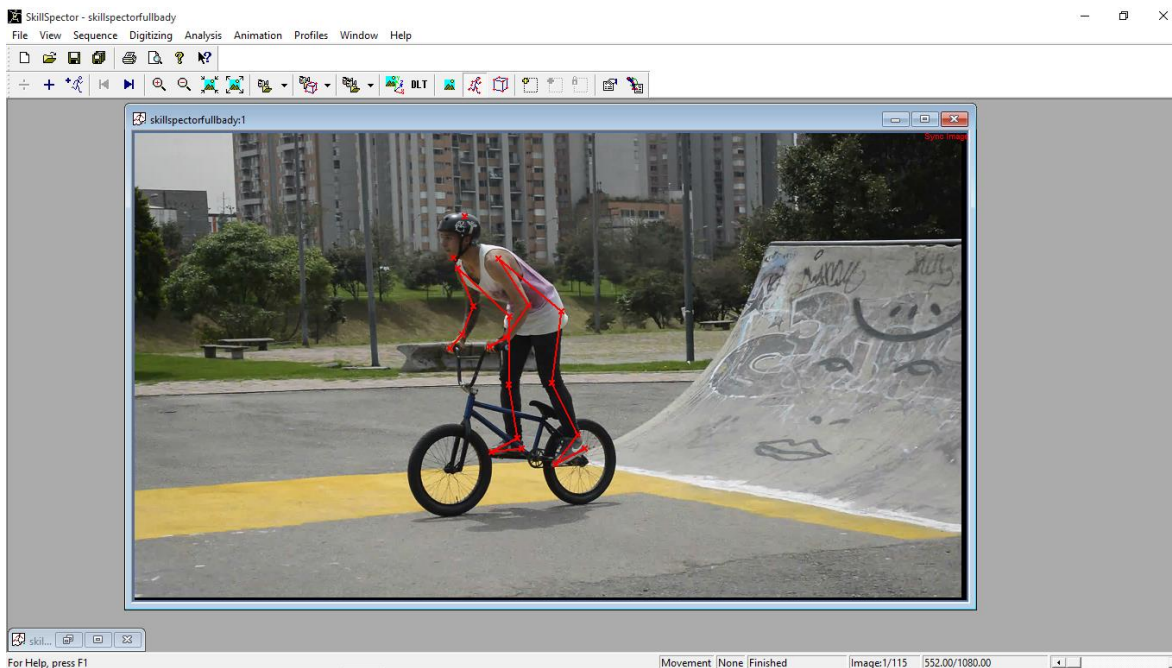 SkillSpector - skillspectorfullbady
File View Sequence Digitizing Analysis Animation Profiles Window Help
DLT
skillspectorfullbady:1
Sync Image
skil...
For Help, press F1
Movement None Finished Image:1/115 552.00/1080.00